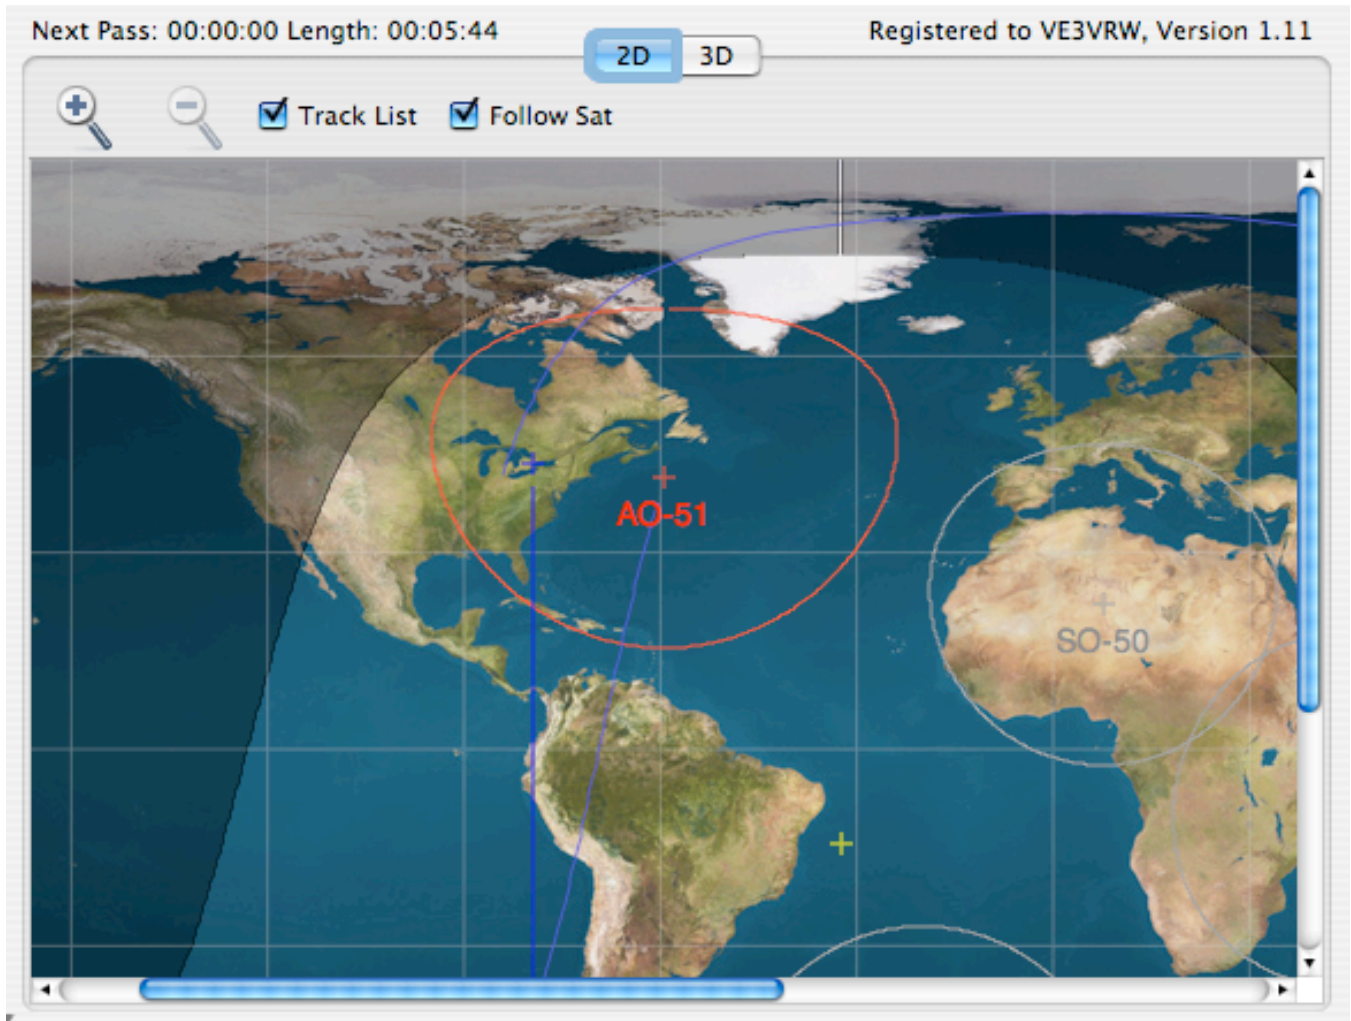 Next Pass: 00:00:00 Length: 00:05:44
Registered to VE3VRW, Version 1.11
2D
3D
Track List
Follow Sat
AO-51
SO-50